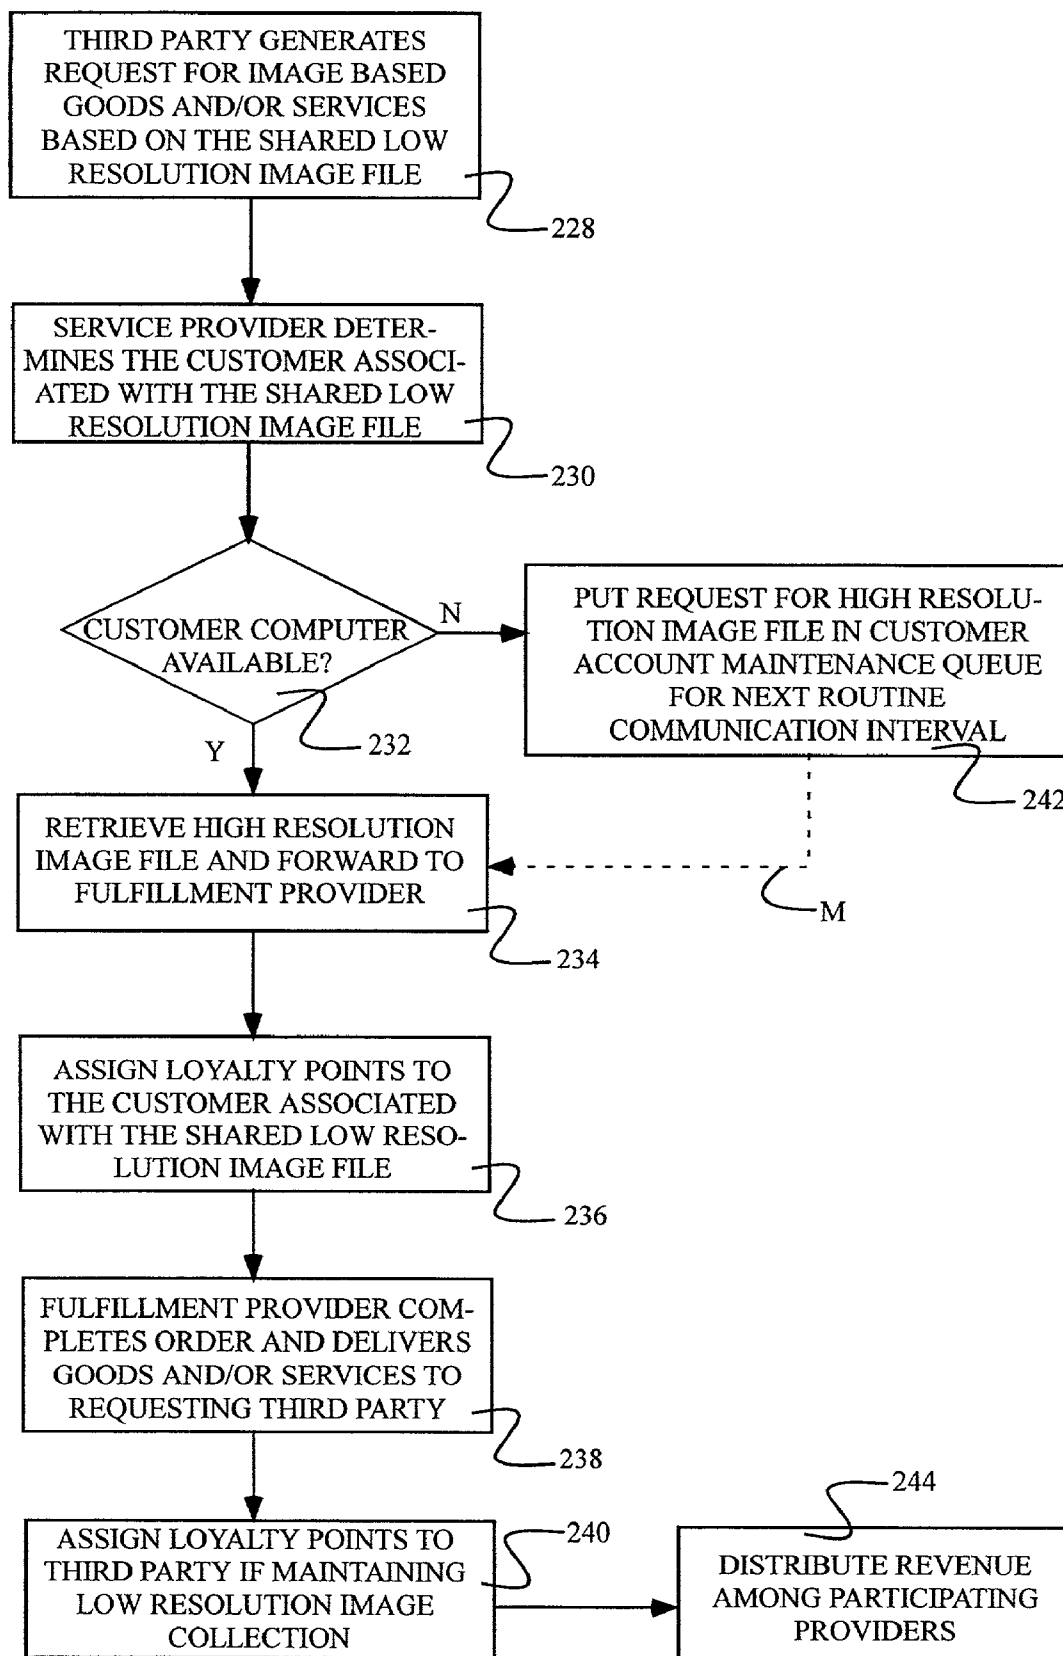 THIRD PARTY GENERATES
REQUEST FOR IMAGE BASED
GOODS AND/OR SERVICES
BASED ON THE SHARED LOW
RESOLUTION IMAGE FILE
228
SERVICE PROVIDER DETER-
MINES THE CUSTOMER ASSOCI-
ATED WITH THE SHARED LOW
RESOLUTION IMAGE FILE
230
CUSTOMER COMPUTER
AVAILABLE?
N
232
Y
PUT REQUEST FOR HIGH RESOLU-
TION IMAGE FILE IN CUSTOMER
ACCOUNT MAINTENANCE QUEUE
FOR NEXT ROUTINE
COMMUNICATION INTERVAL
242
RETRIEVE HIGH RESOLUTION
IMAGE FILE AND FORWARD TO
FULFILLMENT PROVIDER
M
234
ASSIGN LOYALTY POINTS TO
THE CUSTOMER ASSOCIATED
WITH THE SHARED LOW RESO-
LUTION IMAGE FILE
236
FULFILLMENT PROVIDER COM-
PLETES ORDER AND DELIVERS
GOODS AND/OR SERVICES TO
REQUESTING THIRD PARTY
238
ASSIGN LOYALTY POINTS TO
THIRD PARTY IF MAINTAINING
LOW RESOLUTION IMAGE
COLLECTION
240
244
DISTRIBUTE REVENUE
AMONG PARTICIPATING
PROVIDERS